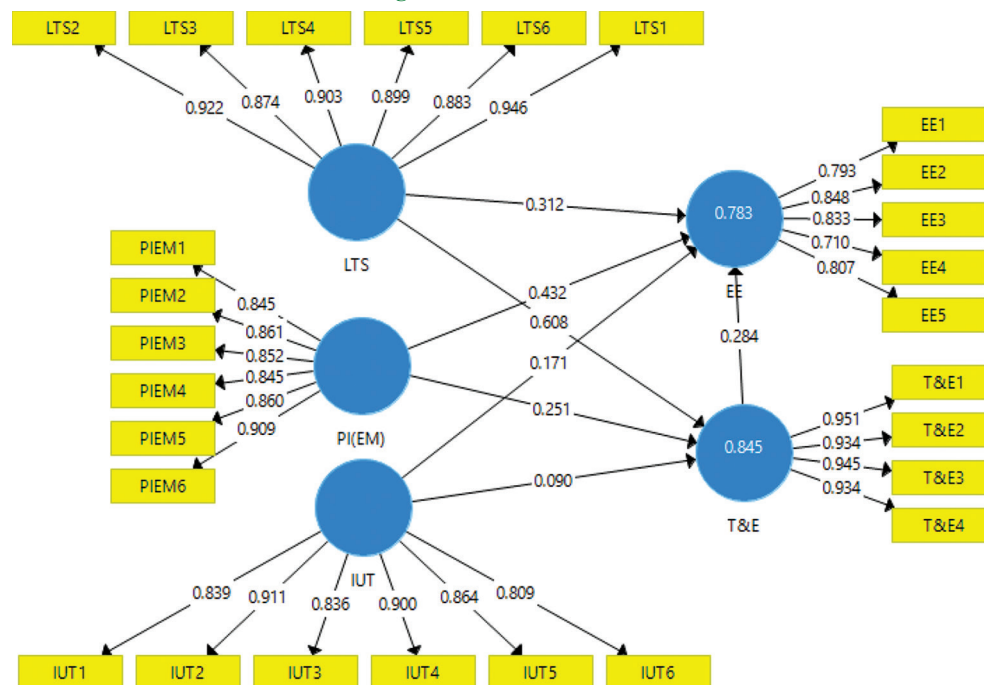 LTS2 LTS3 LTS4 LTS5 LTS6 LTS1
0.922 0.874 0.903 0.899 0.883 0.946
LTS
PIEM1
PIEM2
PIEM3
PIEM4
PIEM5
PIEM6
0.845
0.861
0.852
0.845
0.860
0.909
PI(EM)
IUT
0.839 0.911 0.836 0.900 0.864 0.809
IUT1 IUT2 IUT3 IUT4 IUT5 IUT6
0.312
0.432
0.608
0.171
0.251
0.090
0.284
0.783
EE
0.793
0.848
0.833
0.710
0.807
EE1
EE2
EE3
EE4
EE5
0.845
T&E
0.951
0.934
0.945
0.934
T&E1
T&E2
T&E3
T&E4